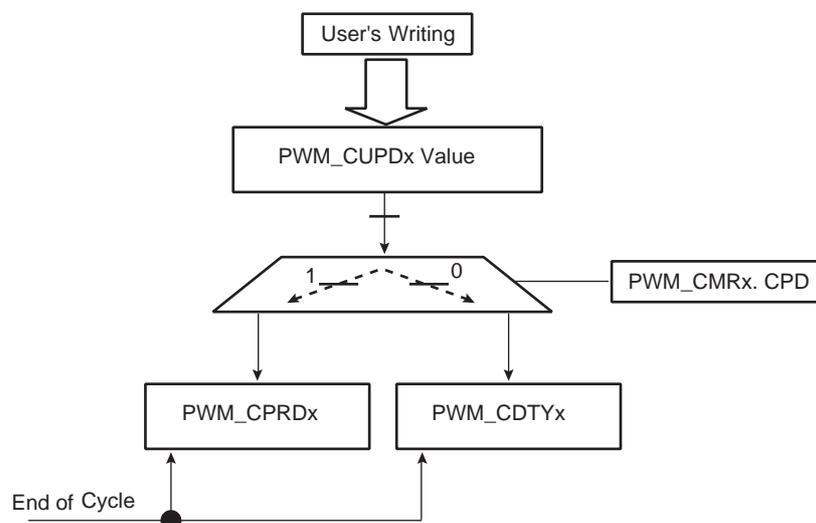 User's Writing
PWM_CUPDx Value
1
0
PWM_CMRx. CPD
PWM_CPRDx
PWM_CDTYx
End of Cycle